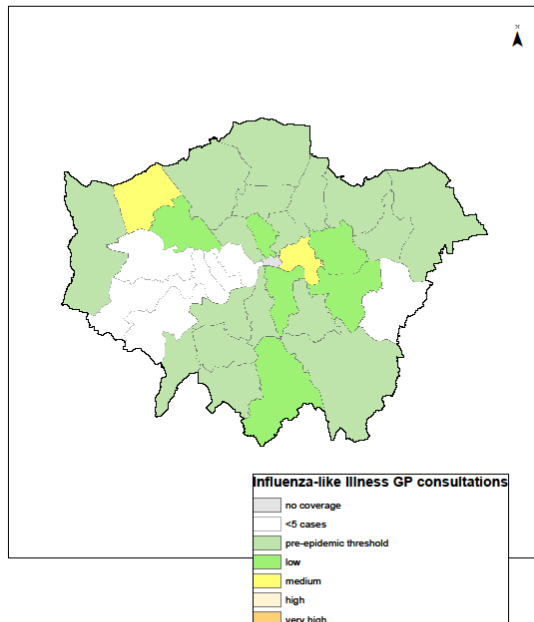 N
Influenza-like Illness GP consultations
no coverage
<5 cases
pre-epidemic threshold
low
medium
high
very high